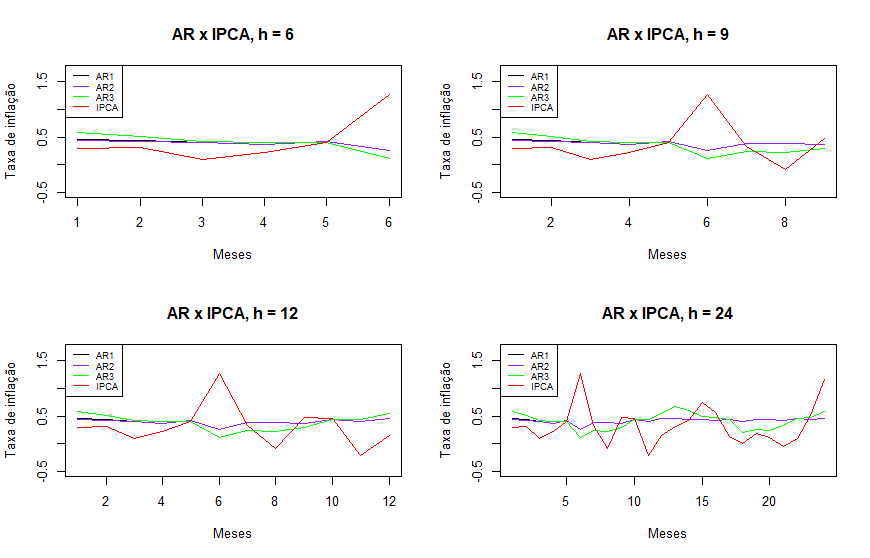 AR x IPCA, h = 6
Taxa de inflação
1.5
0.5
-0.5
AR1
AR2
AR3
IPCA
1 2 3 4 5 6
Meses
AR x IPCA, h = 9
Taxa de inflação
1.5
0.5
-0.5
AR1
AR2
AR3
IPCA
2 4 6 8
Meses
AR x IPCA, h = 12
Taxa de inflação
1.5
0.5
-0.5
AR1
AR2
AR3
IPCA
2 4 6 8 10 12
Meses
AR x IPCA, h = 24
Taxa de inflação
1.5
0.5
-0.5
AR1
AR2
AR3
IPCA
5 10 15 20
Meses